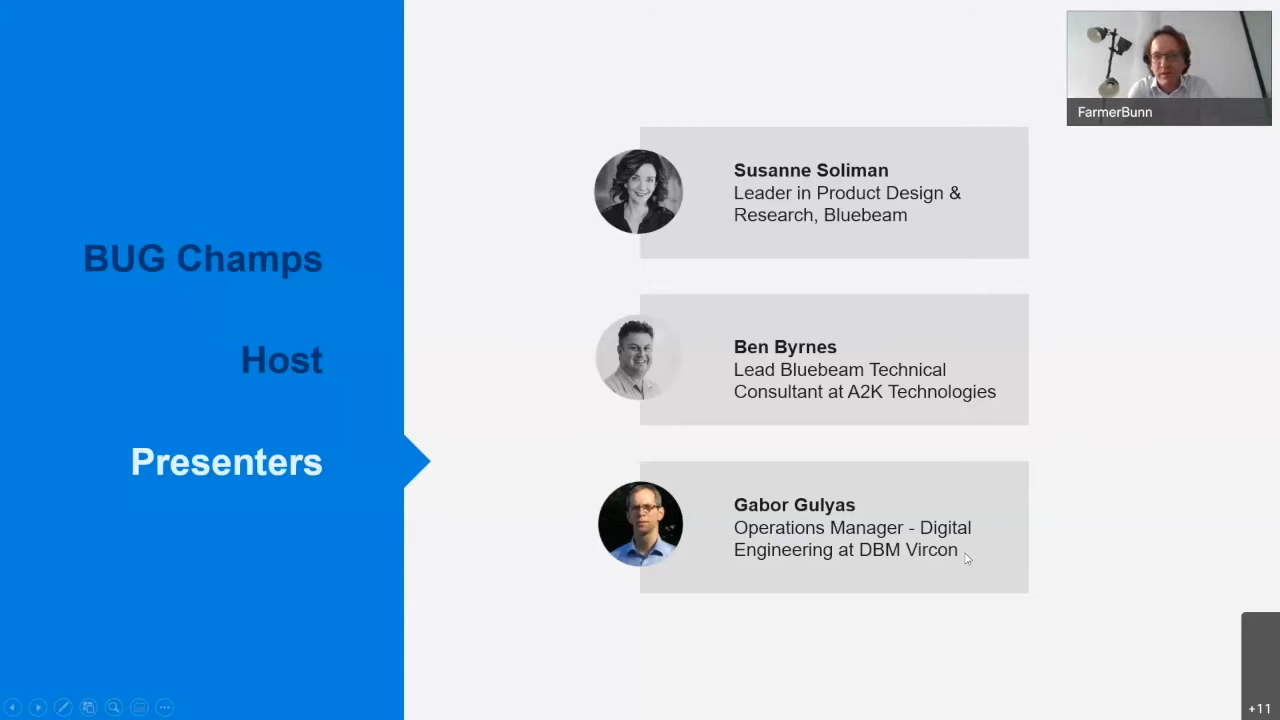 BUG Champs
Host
Presenters
Susanne Soliman
Leader in Product Design &
Research, Bluebeam
Ben Byrnes
Lead Bluebeam Technical
Consultant at A2K Technologies
Gabor Gulyas
Operations Manager - Digital
Engineering at DBM Vircon
FarmerBunn
+11